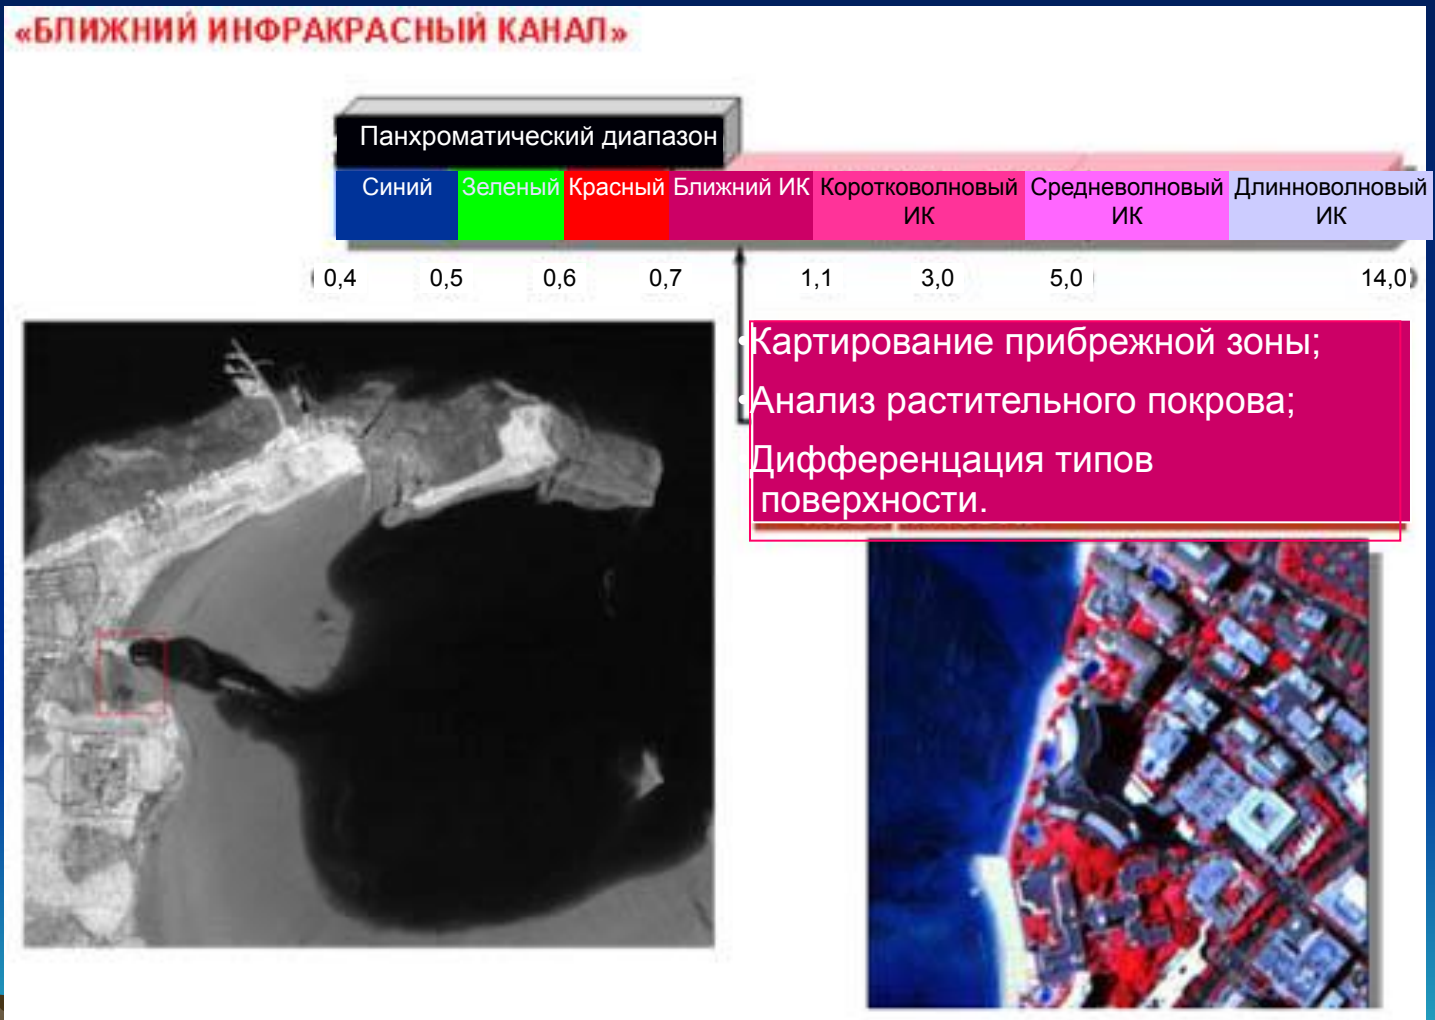 «БЛИЖНИЙ ИНФРАКРАСНЫЙ КАНАЛ»
Панхроматический диапазон
Синий Зеленый Красный Ближний ИК Коротковолновый Средневолновый Длинноволновый
ИК ИК ИК
0,4 0,5 0,6 0,7 1,1 3,0 5,0 14,0
•Картирование прибрежной зоны;
•Анализ растительного покрова;
Дифференцация типов
поверхности.